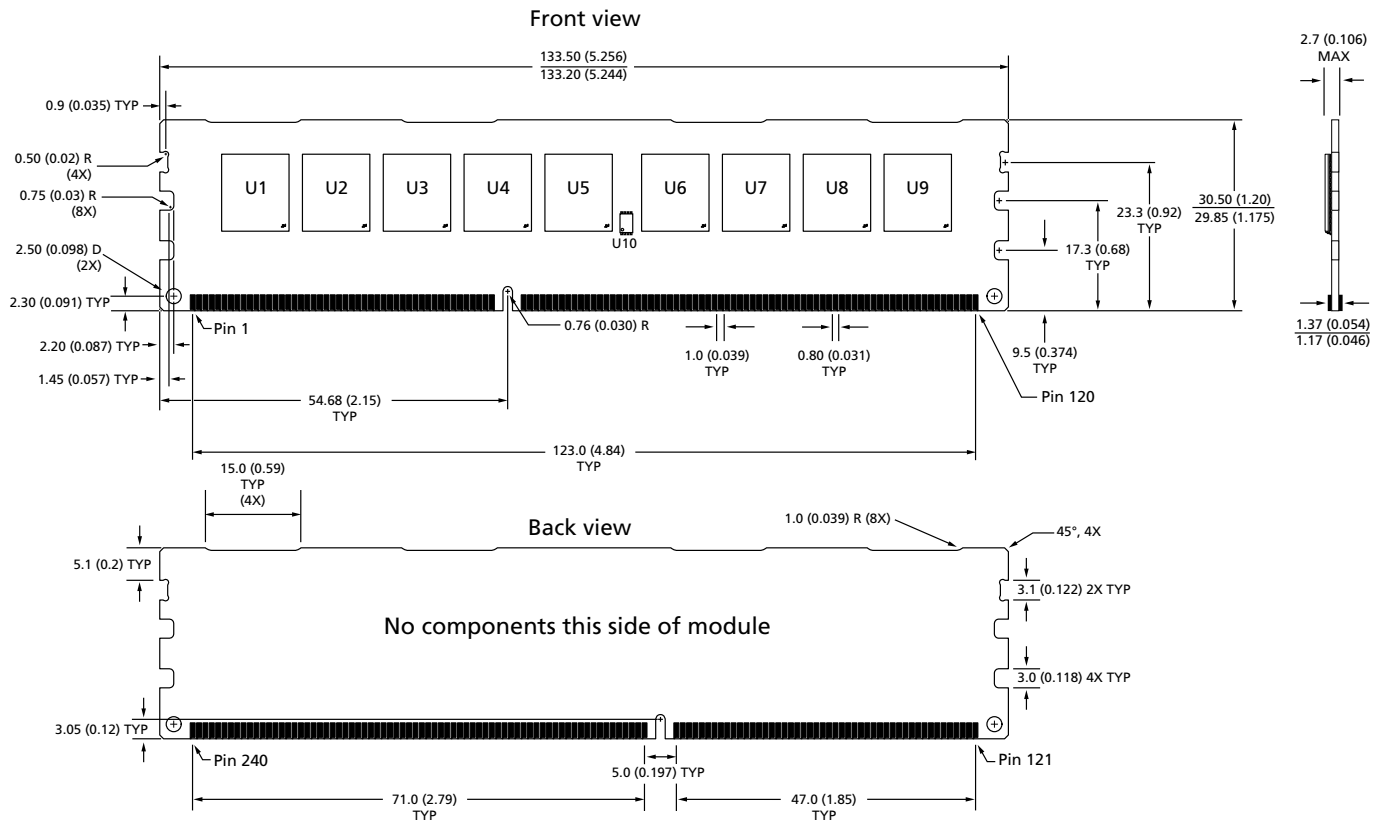 Front view
133.50 (5.256)
133.20 (5.244)
2.7 (0.106)
MAX
0.9 (0.035) TYP
0.50 (0.02) R
(4X)
0.75 (0.03) R
(8X)
2.50 (0.098) D
(2X)
2.30 (0.091) TYP
U1
U2
U3
U4
U5
U6
U7
U8
U9
U10
23.3 (0.92)
TYP
30.50 (1.20)
29.85 (1.175)
17.3 (0.68)
TYP
Pin 1
0.76 (0.030) R
2.20 (0.087) TYP
1.45 (0.057) TYP
1.0 (0.039)
TYP
0.80 (0.031)
TYP
9.5 (0.374)
TYP
1.37 (0.054)
1.17 (0.046)
Pin 120
54.68 (2.15)
TYP
123.0 (4.84)
TYP
15.0 (0.59)
TYP
(4X)
Back view
1.0 (0.039) R (8X)
45°, 4X
5.1 (0.2) TYP
3.1 (0.122) 2X TYP
No components this side of module
3.0 (0.118) 4X TYP
3.05 (0.12) TYP
Pin 240
5.0 (0.197) TYP
Pin 121
71.0 (2.79)
TYP
47.0 (1.85)
TYP